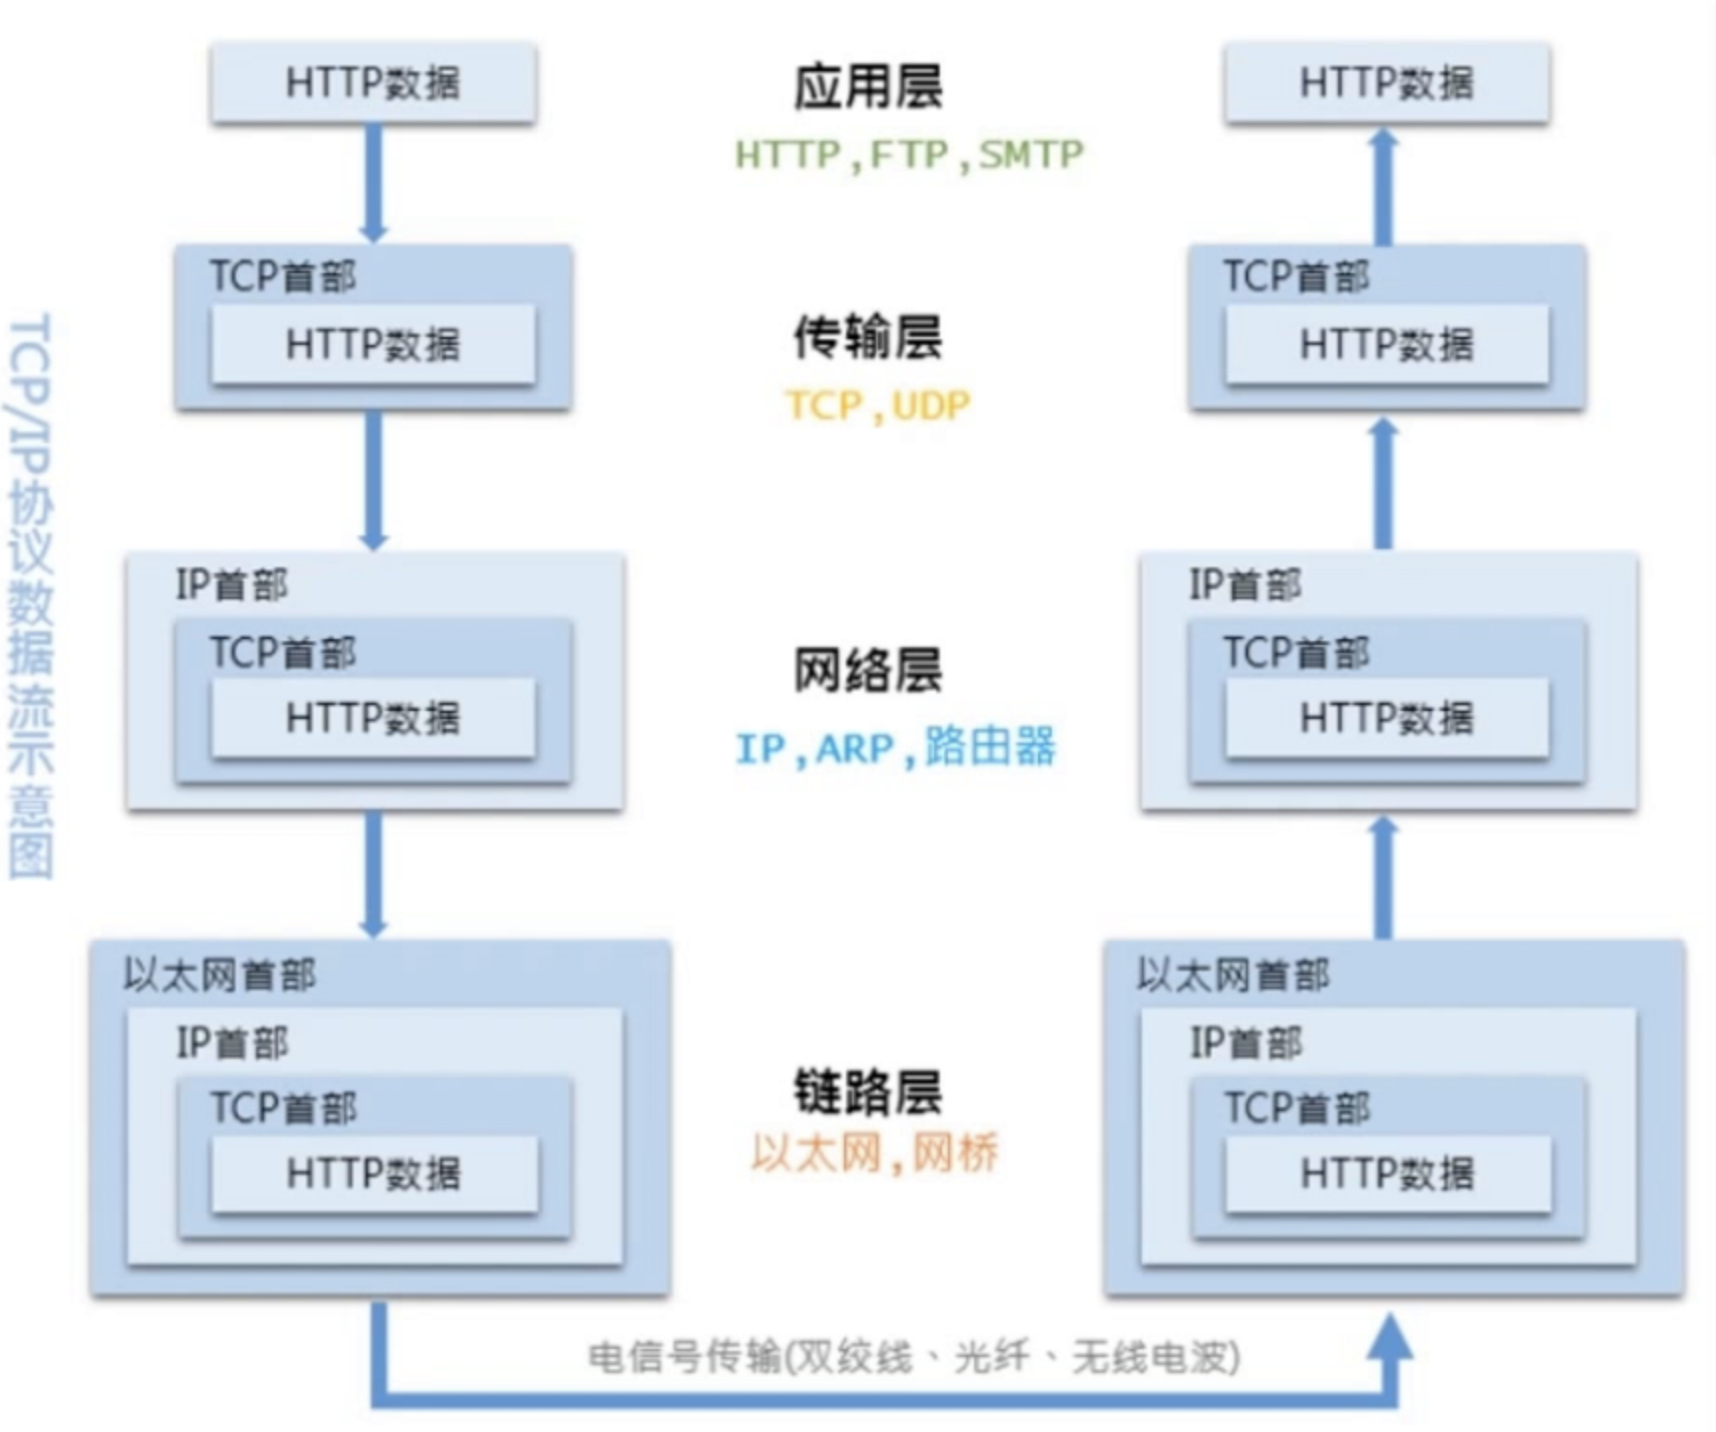 TCP/IP协议数据流示意图
HTTP数据
TCP首部
HTTP数据
IP首部
TCP首部
HTTP数据
以太网首部
IP首部
TCP首部
HTTP数据
应用层
HTTP,FTP,SMTP
传输层
TCP,UDP
网络层
IP,ARP,路由器
链路层
以太网,网桥
电信号传输(双绞线、光纤、无线电波)
HTTP数据
TCP首部
HTTP数据
IP首部
TCP首部
HTTP数据
以太网首部
IP首部
TCP首部
HTTP数据